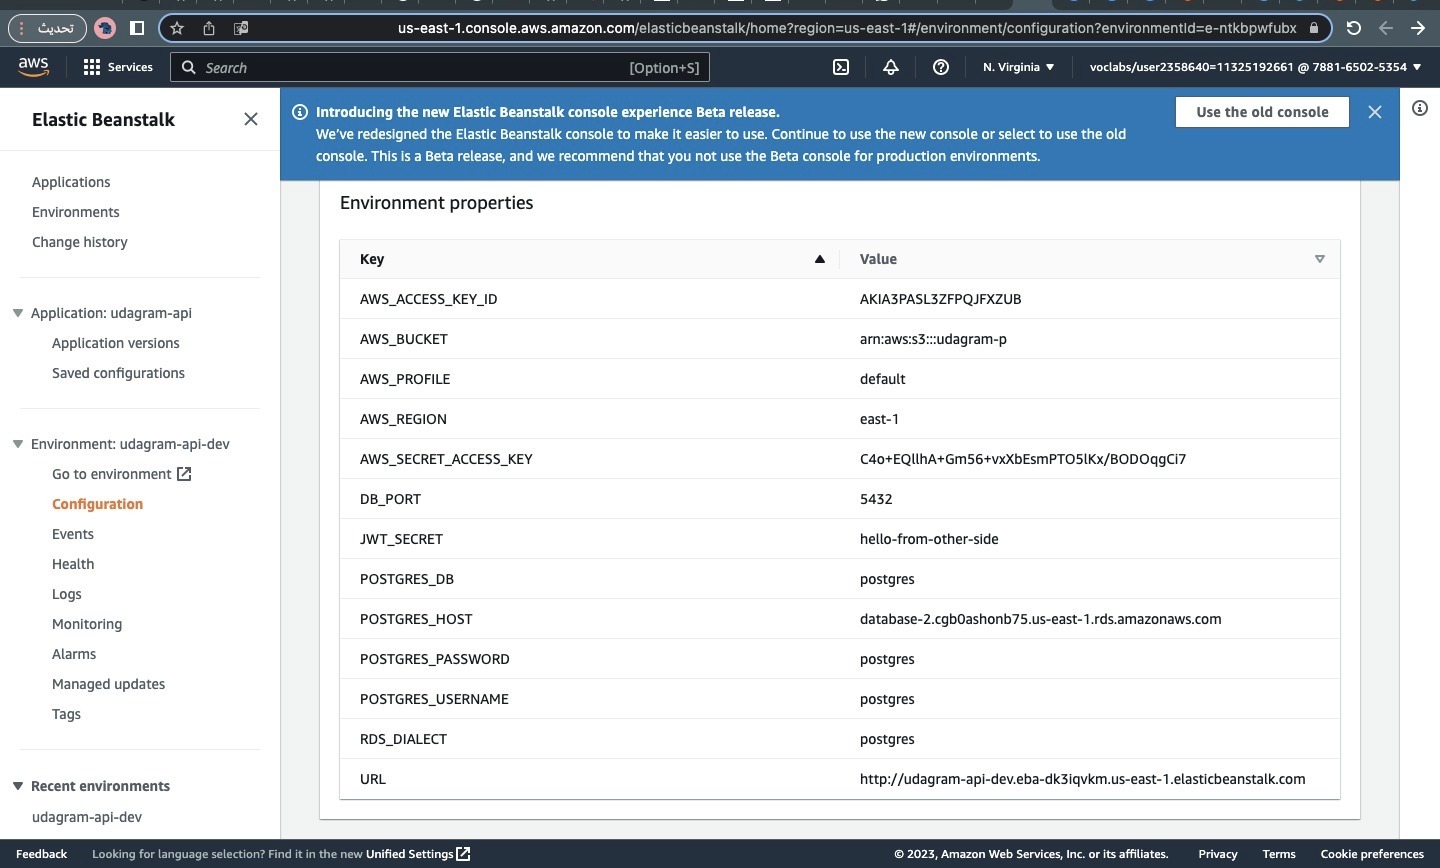 تحديث
us-east-1.console.aws.amazon.com/elasticbeanstalk/home?region=us-east-1#/environment/configuration?environmentId=e-ntkbpwfubx
aws
Services
Search
[Option+S]
N. Virginia
voclabs/user2358640=11325192661 @ 7881-6502-5354
Elastic Beanstalk
Applications
Environments
Change history
Application: udagram-api
Application versions
Saved configurations
Environment: udagram-api-dev
Go to environment
Configuration
Events
Health
Logs
Monitoring
Alarms
Managed updates
Tags
Recent environments
udagram-api-dev
Introducing the new Elastic Beanstalk console experience Beta release.
We've redesigned the Elastic Beanstalk console to make it easier to use. Continue to use the new console or select to use the old
console. This is a Beta release, and we recommend that you not use the Beta console for production environments.
Use the old console
Environment properties
Key Value
AWS_ACCESS_KEY_ID AKIA3PASL3ZFPQJFXZUB
AWS_BUCKET arn:aws:s3:::udagram-p
AWS_PROFILE default
AWS_REGION east-1
AWS_SECRET_ACCESS_KEY C4o+EQllhA+Gm56+vxXbEsmPTO5lKx/BODOqgCi7
DB_PORT 5432
JWT_SECRET hello-from-other-side
POSTGRES_DB postgres
POSTGRES_HOST database-2.cgb0ashonb75.us-east-1.rds.amazonaws.com
POSTGRES_PASSWORD postgres
POSTGRES_USERNAME postgres
RDS_DIALECT postgres
URL http://udagram-api-dev.eba-dk3iqvkm.us-east-1.elasticbeanstalk.com
Feedback
Looking for language selection? Find it in the new Unified Settings
© 2023, Amazon Web Services, Inc. or its affiliates.
Privacy
Terms
Cookie preferences